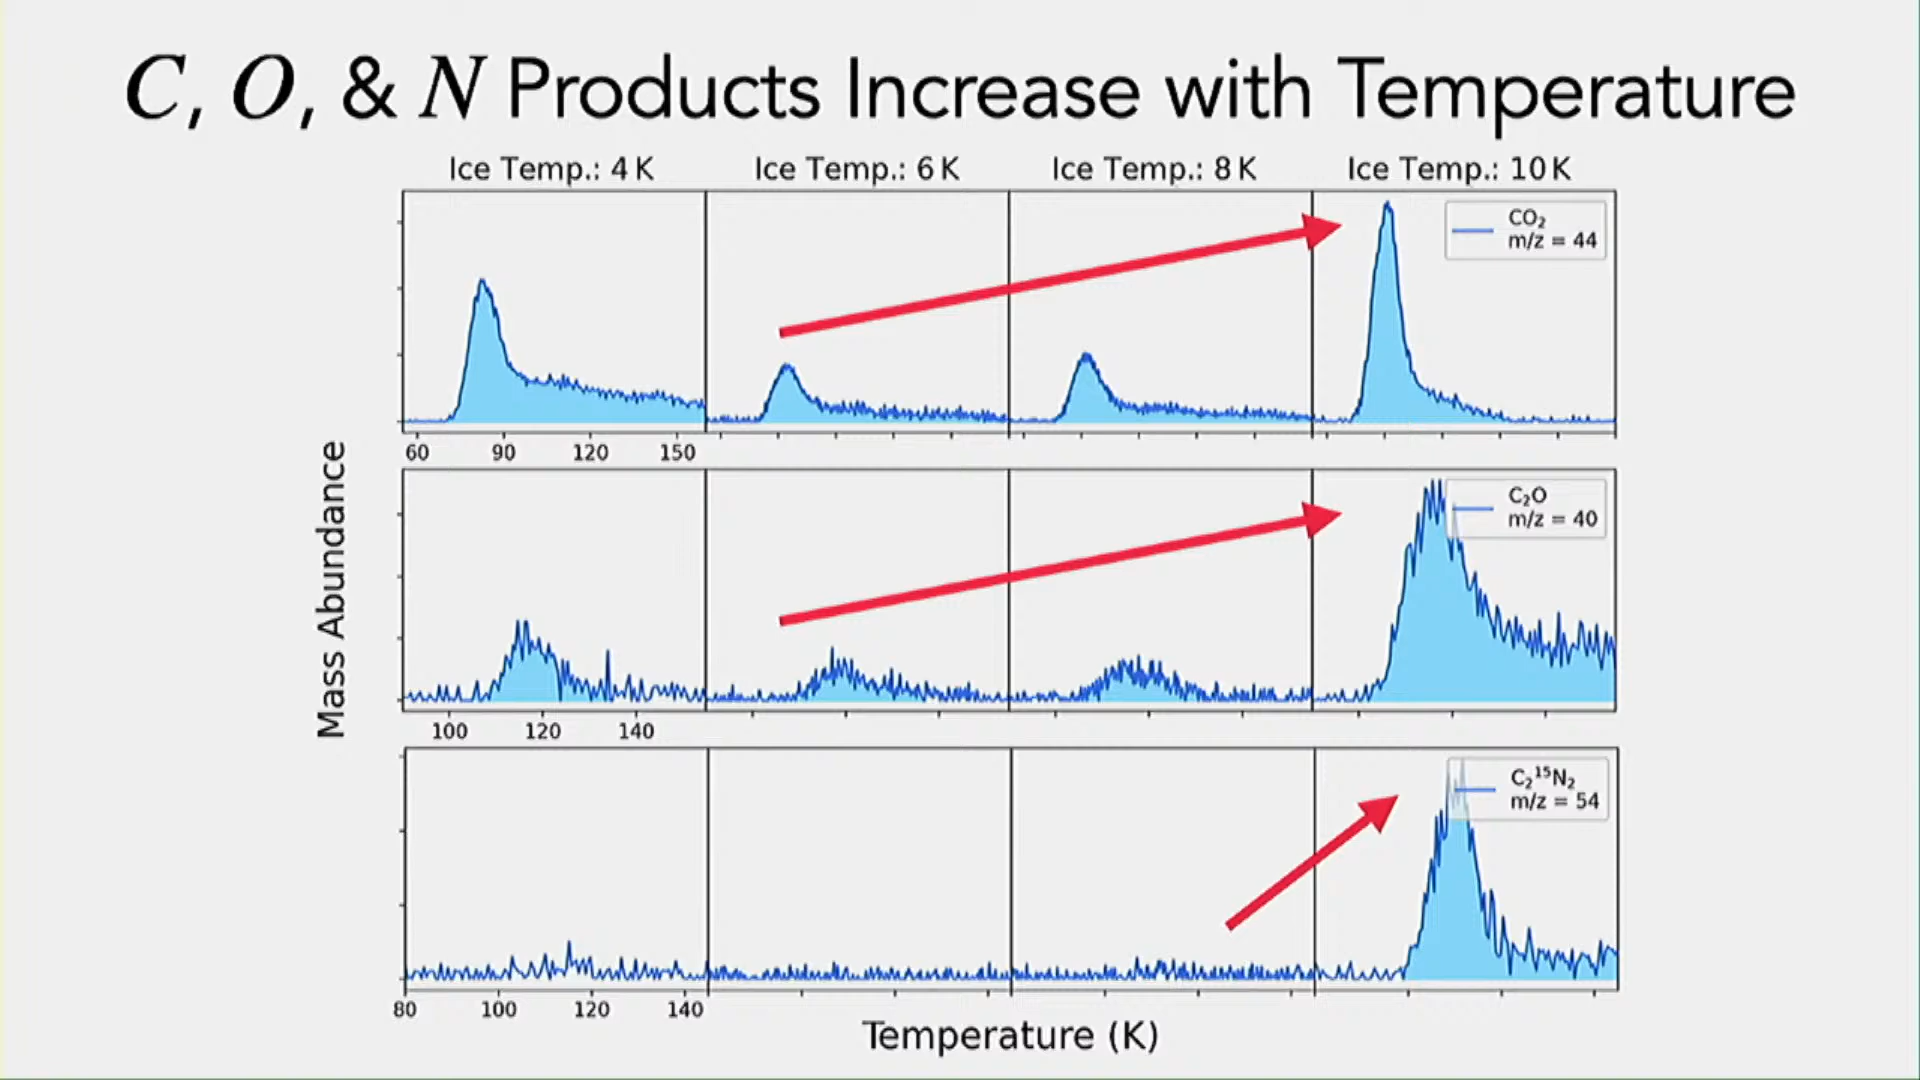 C, O, & N Products Increase with Temperature
Ice Temp.: 4 K
Ice Temp.: 6 K
Ice Temp.: 8 K
Ice Temp.: 10 K
CO₂
m/z = 44
60 90 120 150
C₂O
m/z = 40
100 120 140
C₂¹⁵N₂
m/z = 54
80 100 120 140
Mass Abundance
Temperature (K)